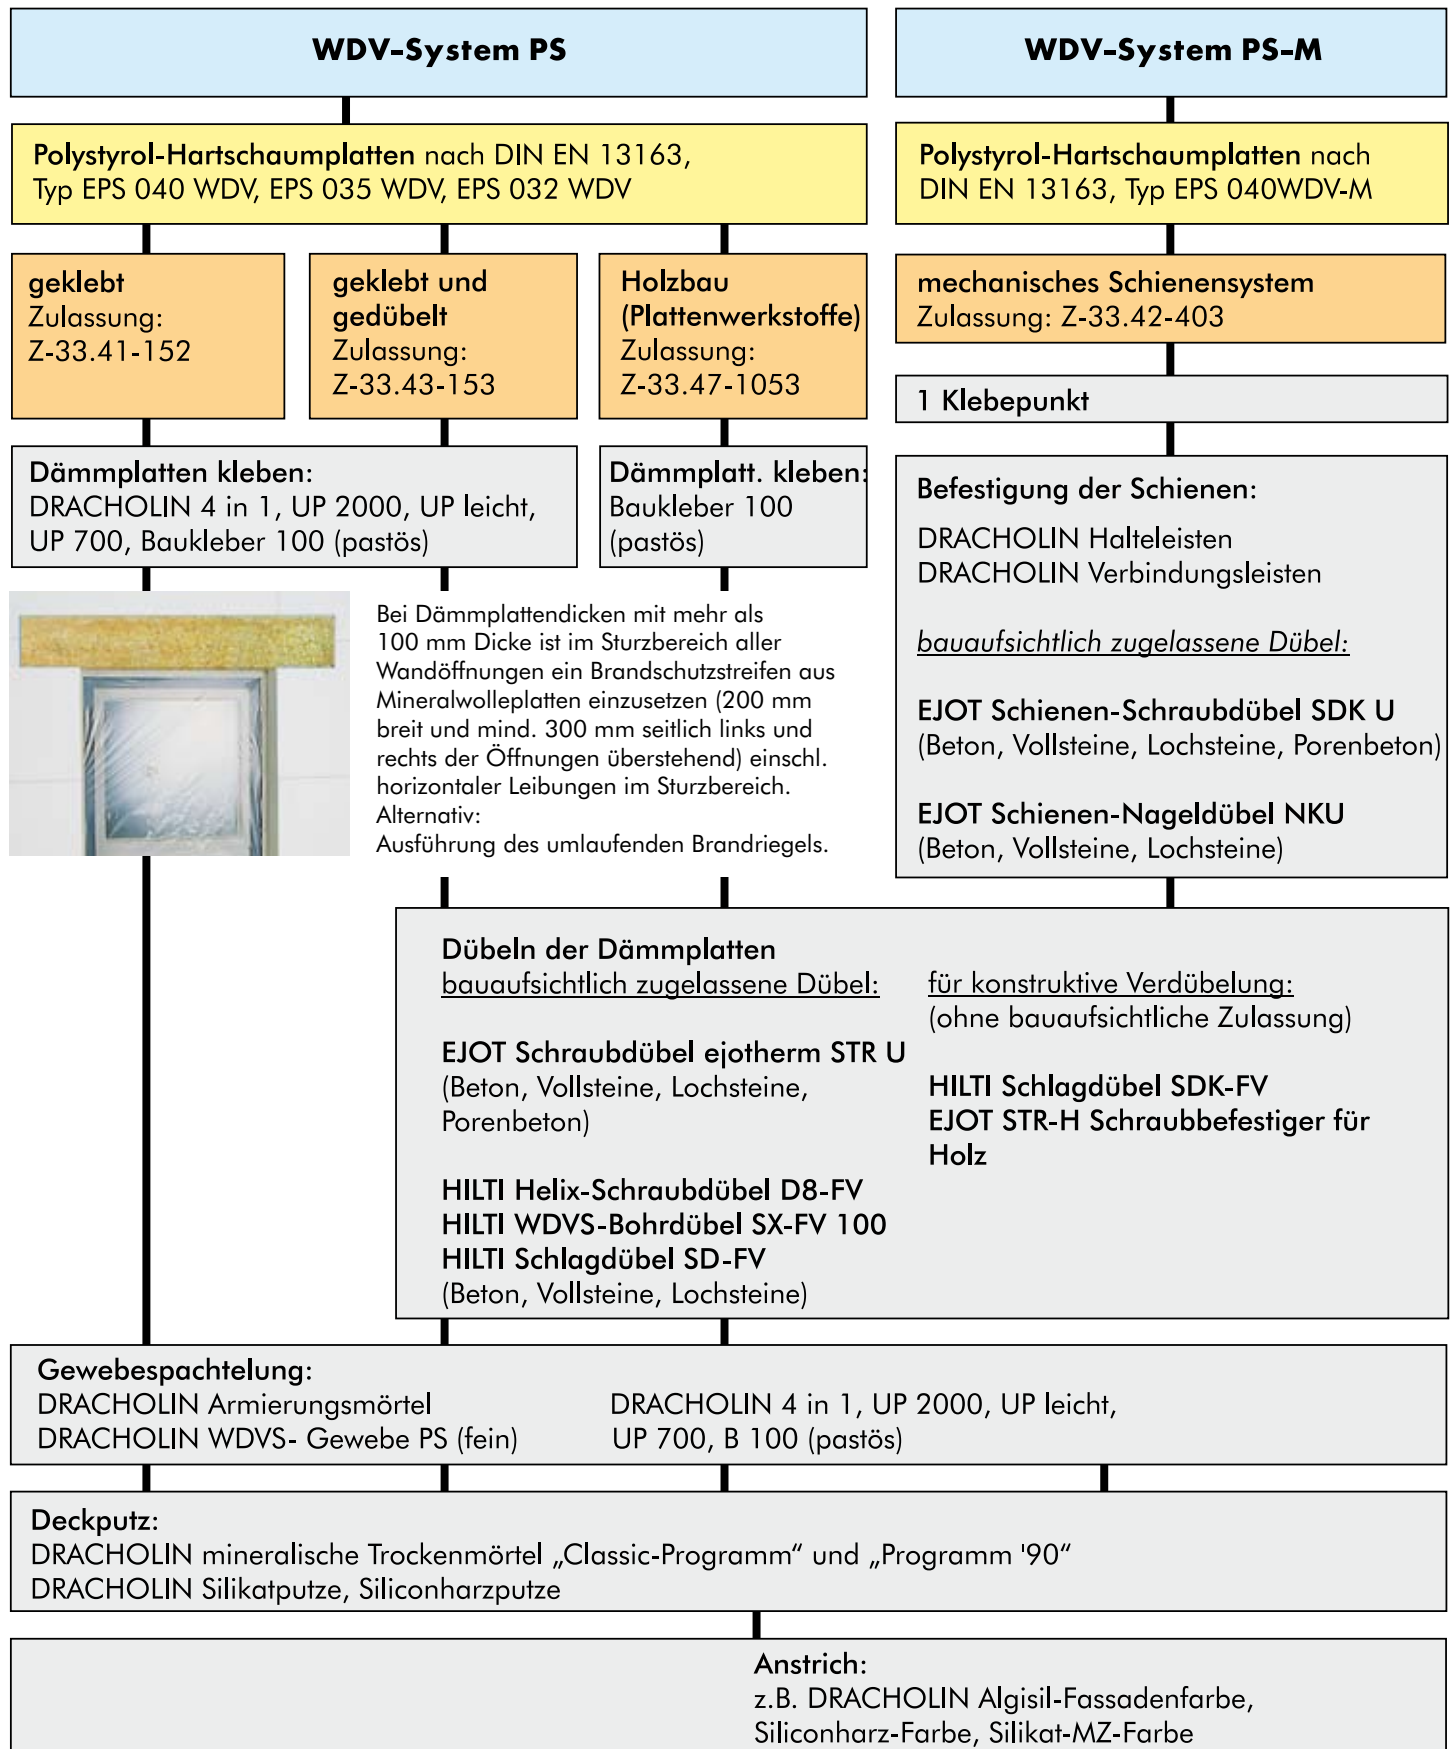 WDV-System PS
Polystyrol-Hartschaumplatten nach DIN EN 13163,
Typ EPS 040 WDV, EPS 035 WDV, EPS 032 WDV
geklebt
Zulassung:
Z-33.41-152
geklebt und
gedübelt
Zulassung:
Z-33.43-153
Holzbau
(Plattenwerkstoffe)
Zulassung:
Z-33.47-1053
Dämmplatten kleben:
DRACHOLIN 4 in 1, UP 2000, UP leicht,
UP 700, Baukleber 100 (pastös)
Dämmplatt. kleben:
Baukleber 100
(pastös)
Bei Dämmplattendicken mit mehr als
100 mm Dicke ist im Sturzbereich aller
Wandöffnungen ein Brandschutzstreifen aus
Mineralwolleplatten einzusetzen (200 mm
breit und mind. 300 mm seitlich links und
rechts der Öffnungen überstehend) einschl.
horizontaler Leibungen im Sturzbereich.
Alternativ:
Ausführung des umlaufenden Brandriegels.
WDV-System PS-M
Polystyrol-Hartschaumplatten nach
DIN EN 13163, Typ EPS 040WDV-M
mechanisches Schienensystem
Zulassung: Z-33.42-403
1 Klebepunkt
Befestigung der Schienen:
DRACHOLIN Halteleisten
DRACHOLIN Verbindungsleisten
bauaufsichtlich zugelassene Dübel:
EJOT Schienen-Schraubdübel SDK U
(Beton, Vollsteine, Lochsteine, Porenbeton)
EJOT Schienen-Nageldübel NKU
(Beton, Vollsteine, Lochsteine)
Dübeln der Dämmplatten
bauaufsichtlich zugelassene Dübel:
EJOT Schraubdübel ejotherm STR U
(Beton, Vollsteine, Lochsteine,
Porenbeton)
HILTI Helix-Schraubdübel D8-FV
HILTI WDVS-Bohrdübel SX-FV 100
HILTI Schlagdübel SD-FV
(Beton, Vollsteine, Lochsteine)
für konstruktive Verdübelung:
(ohne bauaufsichtliche Zulassung)
HILTI Schlagdübel SDK-FV
EJOT STR-H Schraubbefestiger für
Holz
Gewebespachtelung:
DRACHOLIN Armierungsmörtel
DRACHOLIN WDVS- Gewebe PS (fein)
DRACHOLIN 4 in 1, UP 2000, UP leicht,
UP 700, B 100 (pastös)
Deckputz:
DRACHOLIN mineralische Trockenmörtel „Classic-Programm“ und „Programm '90“
DRACHOLIN Silikatputze, Siliconharzputze
Anstrich:
z.B. DRACHOLIN Algisil-Fassadenfarbe,
Siliconharz-Farbe, Silikat-MZ-Farbe